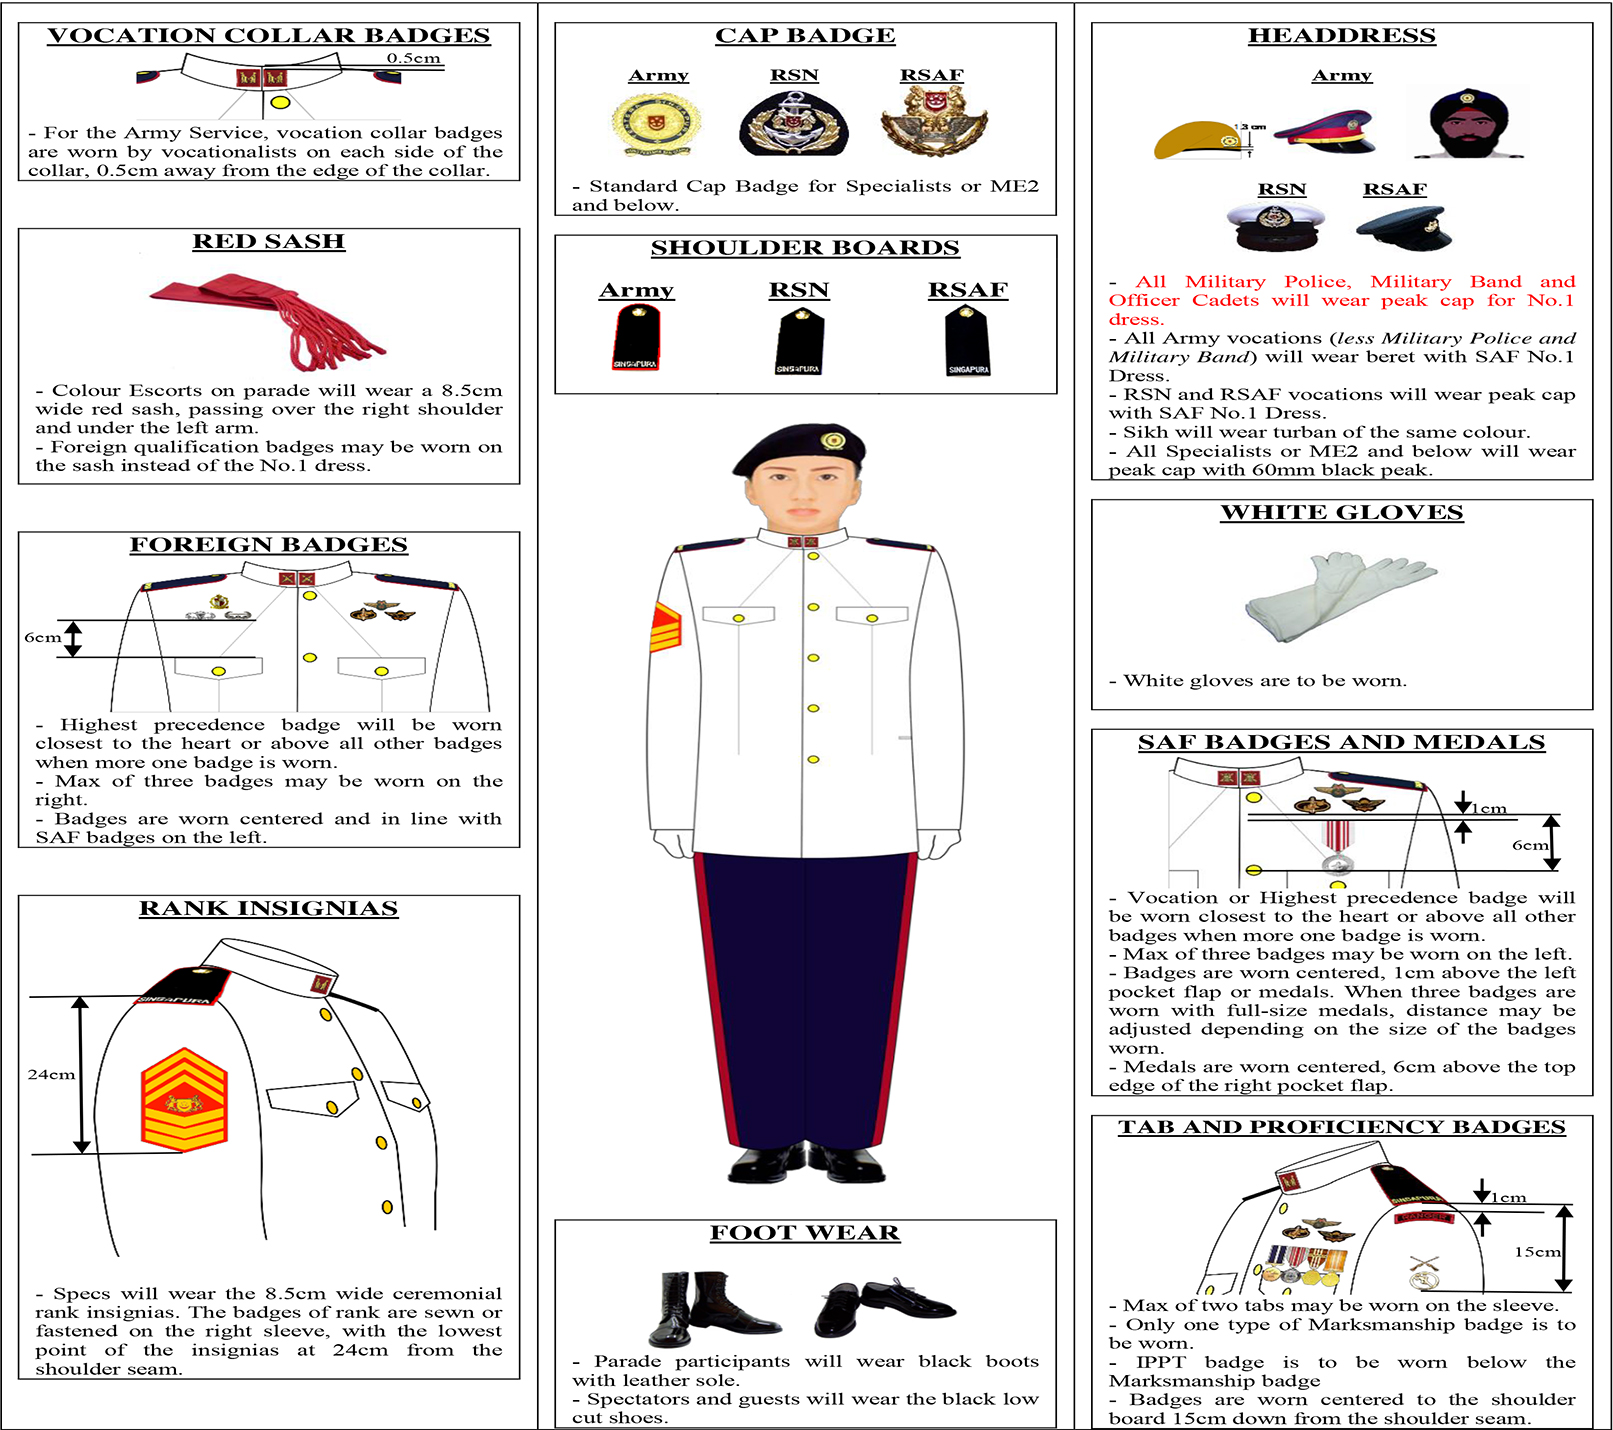 VOCATION COLLAR BADGES
0.5cm
- For the Army Service, vocation collar badges
are worn by vocationalists on each side of the
collar, 0.5cm away from the edge of the collar.
RED SASH
- Colour Escorts on parade will wear a 8.5cm
wide red sash, passing over the right shoulder
and under the left arm.
- Foreign qualification badges may be worn on
the sash instead of the No.1 dress.
FOREIGN BADGES
6cm
- Highest precedence badge will be worn
closest to the heart or above all other badges
when more one badge is worn.
- Max of three badges may be worn on the
right.
- Badges are worn centered and in line with
SAF badges on the left.
RANK INSIGNIAS
SINGAPURA
24cm
- Specs will wear the 8.5cm wide ceremonial
rank insignias. The badges of rank are sewn or
fastened on the right sleeve, with the lowest
point of the insignias at 24cm from the
shoulder seam.
CAP BADGE
Army RSN RSAF
- Standard Cap Badge for Specialists or ME2
and below.
SHOULDER BOARDS
Army RSN RSAF
SINGAPURA SINGAPURA SINGAPURA
FOOT WEAR
- Parade participants will wear black boots
with leather sole.
- Spectators and guests will wear the black low
cut shoes.
HEADDRESS
Army
1.3 cm
RSN RSAF
- All Military Police, Military Band and
Officer Cadets will wear peak cap for No.1
dress.
- All Army vocations (less Military Police and
Military Band) will wear beret with SAF No.1
Dress.
- RSN and RSAF vocations will wear peak cap
with SAF No.1 Dress.
- Sikh will wear turban of the same colour.
- All Specialists or ME2 and below will wear
peak cap with 60mm black peak.
WHITE GLOVES
- White gloves are to be worn.
SAF BADGES AND MEDALS
1cm
6cm
- Vocation or Highest precedence badge will
be worn closest to the heart or above all other
badges when more one badge is worn.
- Max of three badges may be worn on the left.
- Badges are worn centered, 1cm above the left
pocket flap or medals. When three badges are
worn with full-size medals, distance may be
adjusted depending on the size of the badges
worn.
- Medals are worn centered, 6cm above the top
edge of the right pocket flap.
TAB AND PROFICIENCY BADGES
SINGAPURA
1cm
RANGER
15cm
- Max of two tabs may be worn on the sleeve.
- Only one type of Marksmanship badge is to
be worn.
- IPPT badge is to be worn below the
Marksmanship badge
- Badges are worn centered to the shoulder
board 15cm down from the shoulder seam.